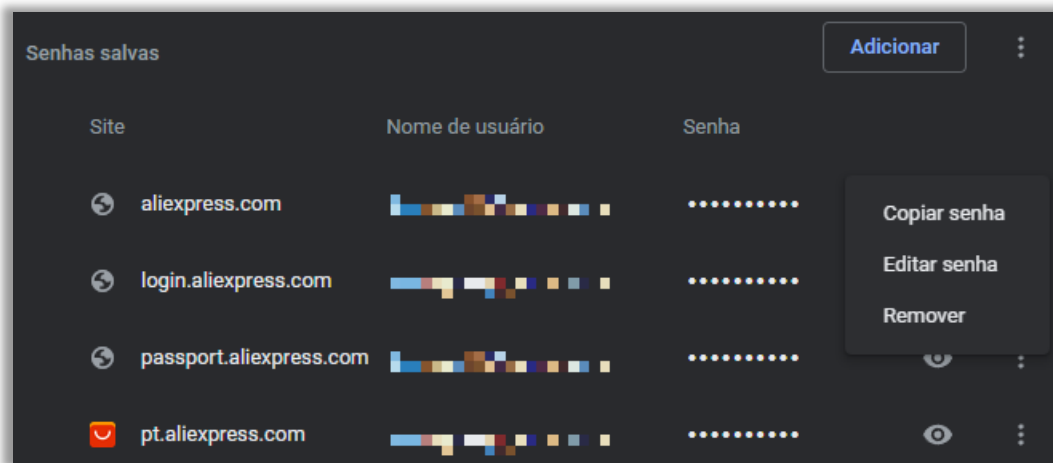 Senhas salvas
Adicionar
Site Nome de usuário Senha
aliexpress.com ••••••••••
Copiar senha
login.aliexpress.com ••••••••••
Editar senha
Remover
passport.aliexpress.com ••••••••••
pt.aliexpress.com ••••••••••